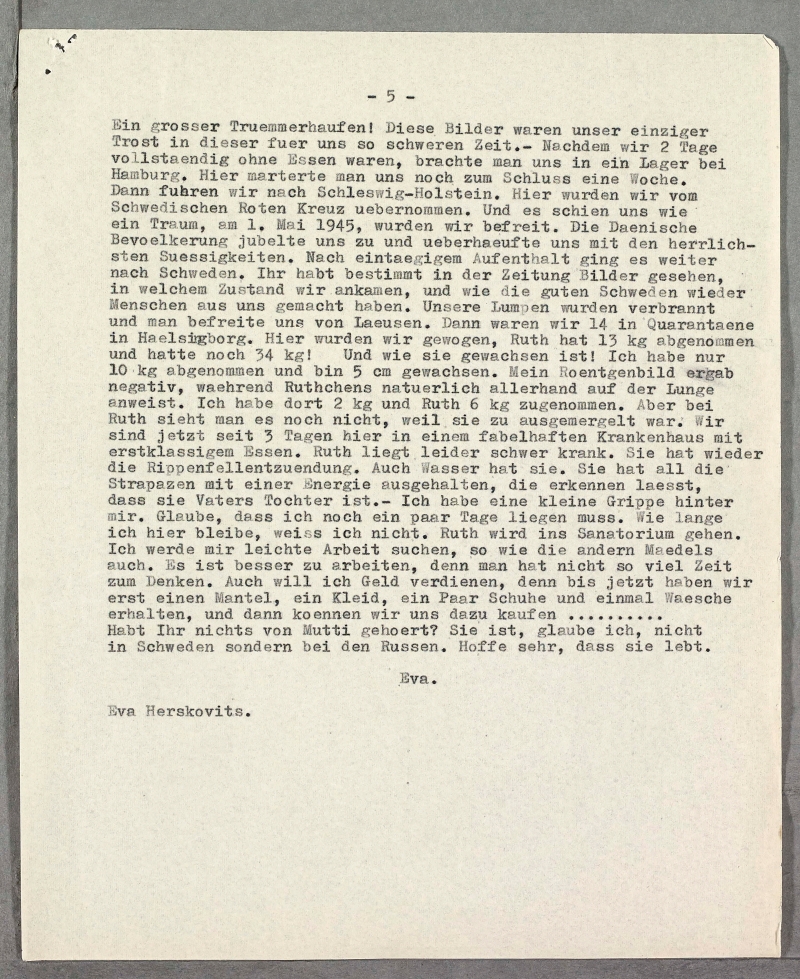 - 5 -
Ein grosser Truemmerhaufen! Diese Bilder waren unser einziger
Trost in dieser fuer uns so schweren Zeit.- Nachdem wir 2 Tage
vollstaendig ohne Essen waren, brachte man uns in ein Lager bei
Hamburg. Hier marterte man uns noch zum Schluss eine Woche.
Dann fuhren wir nach Schleswig-Holstein. Hier wurden wir vom
Schwedischen Roten Kreuz uebernommen. Und es schien uns wie
ein Traum, am 1. Mai 1945, wurden wir befreit. Die Daenische
Bevoelkerung jubelte uns zu und ueberhaeufte uns mit den herrlich-
sten Suessigkeiten. Nach eintaegigem Aufenthalt ging es weiter
nach Schweden. Ihr habt bestimmt in der Zeitung Bilder gesehen,
in welchem Zustand wir ankamen, und wie die guten Schweden wieder
Menschen aus uns gemacht haben. Unsere Lumpen wurden verbrannt
und man befreite uns von Laeusen. Dann waren wir 14 in Quarantaene
in Haelsingborg. Hier wurden wir gewogen, Ruth hat 13 kg abgenommen
und hatte noch 34 kg! Und wie sie gewachsen ist! Ich habe nur
10 kg abgenommen und bin 5 cm gewachsen. Mein Roentgenbild ergab
negativ, waehrend Ruthchens natuerlich allerhand auf der Lunge
anweist. Ich habe dort 2 kg und Ruth 6 kg zugenommen. Aber bei
Ruth sieht man es noch nicht, weil sie zu ausgemergelt war. Wir
sind jetzt seit 3 Tagen hier in einem fabelhaften Krankenhaus mit
erstklassigem Essen. Ruth liegt leider schwer krank. Sie hat wieder
die Rippenfellentzuendung. Auch Wasser hat sie. Sie hat all die
Strapazen mit einer Energie ausgehalten, die erkennen laesst,
dass sie Vaters Tochter ist.- Ich habe eine kleine Grippe hinter
mir. Glaube, dass ich noch ein paar Tage liegen muss. Wie lange
ich hier bleibe, weiss ich nicht. Ruth wird ins Sanatorium gehen.
Ich werde mir leichte Arbeit suchen, so wie die andern Maedels
auch. Es ist besser zu arbeiten, denn man hat nicht so viel Zeit
zum Denken. Auch will ich Geld verdienen, denn bis jetzt haben wir
erst einen Mantel, ein Kleid, ein Paar Schuhe und einmal Waesche
erhalten, und dann koennen wir uns dazu kaufen ..........
Habt Ihr nichts von Mutti gehoert? Sie ist, glaube ich, nicht
in Schweden sondern bei den Russen. Hoffe sehr, dass sie lebt.
Eva.
Eva Herskovits.